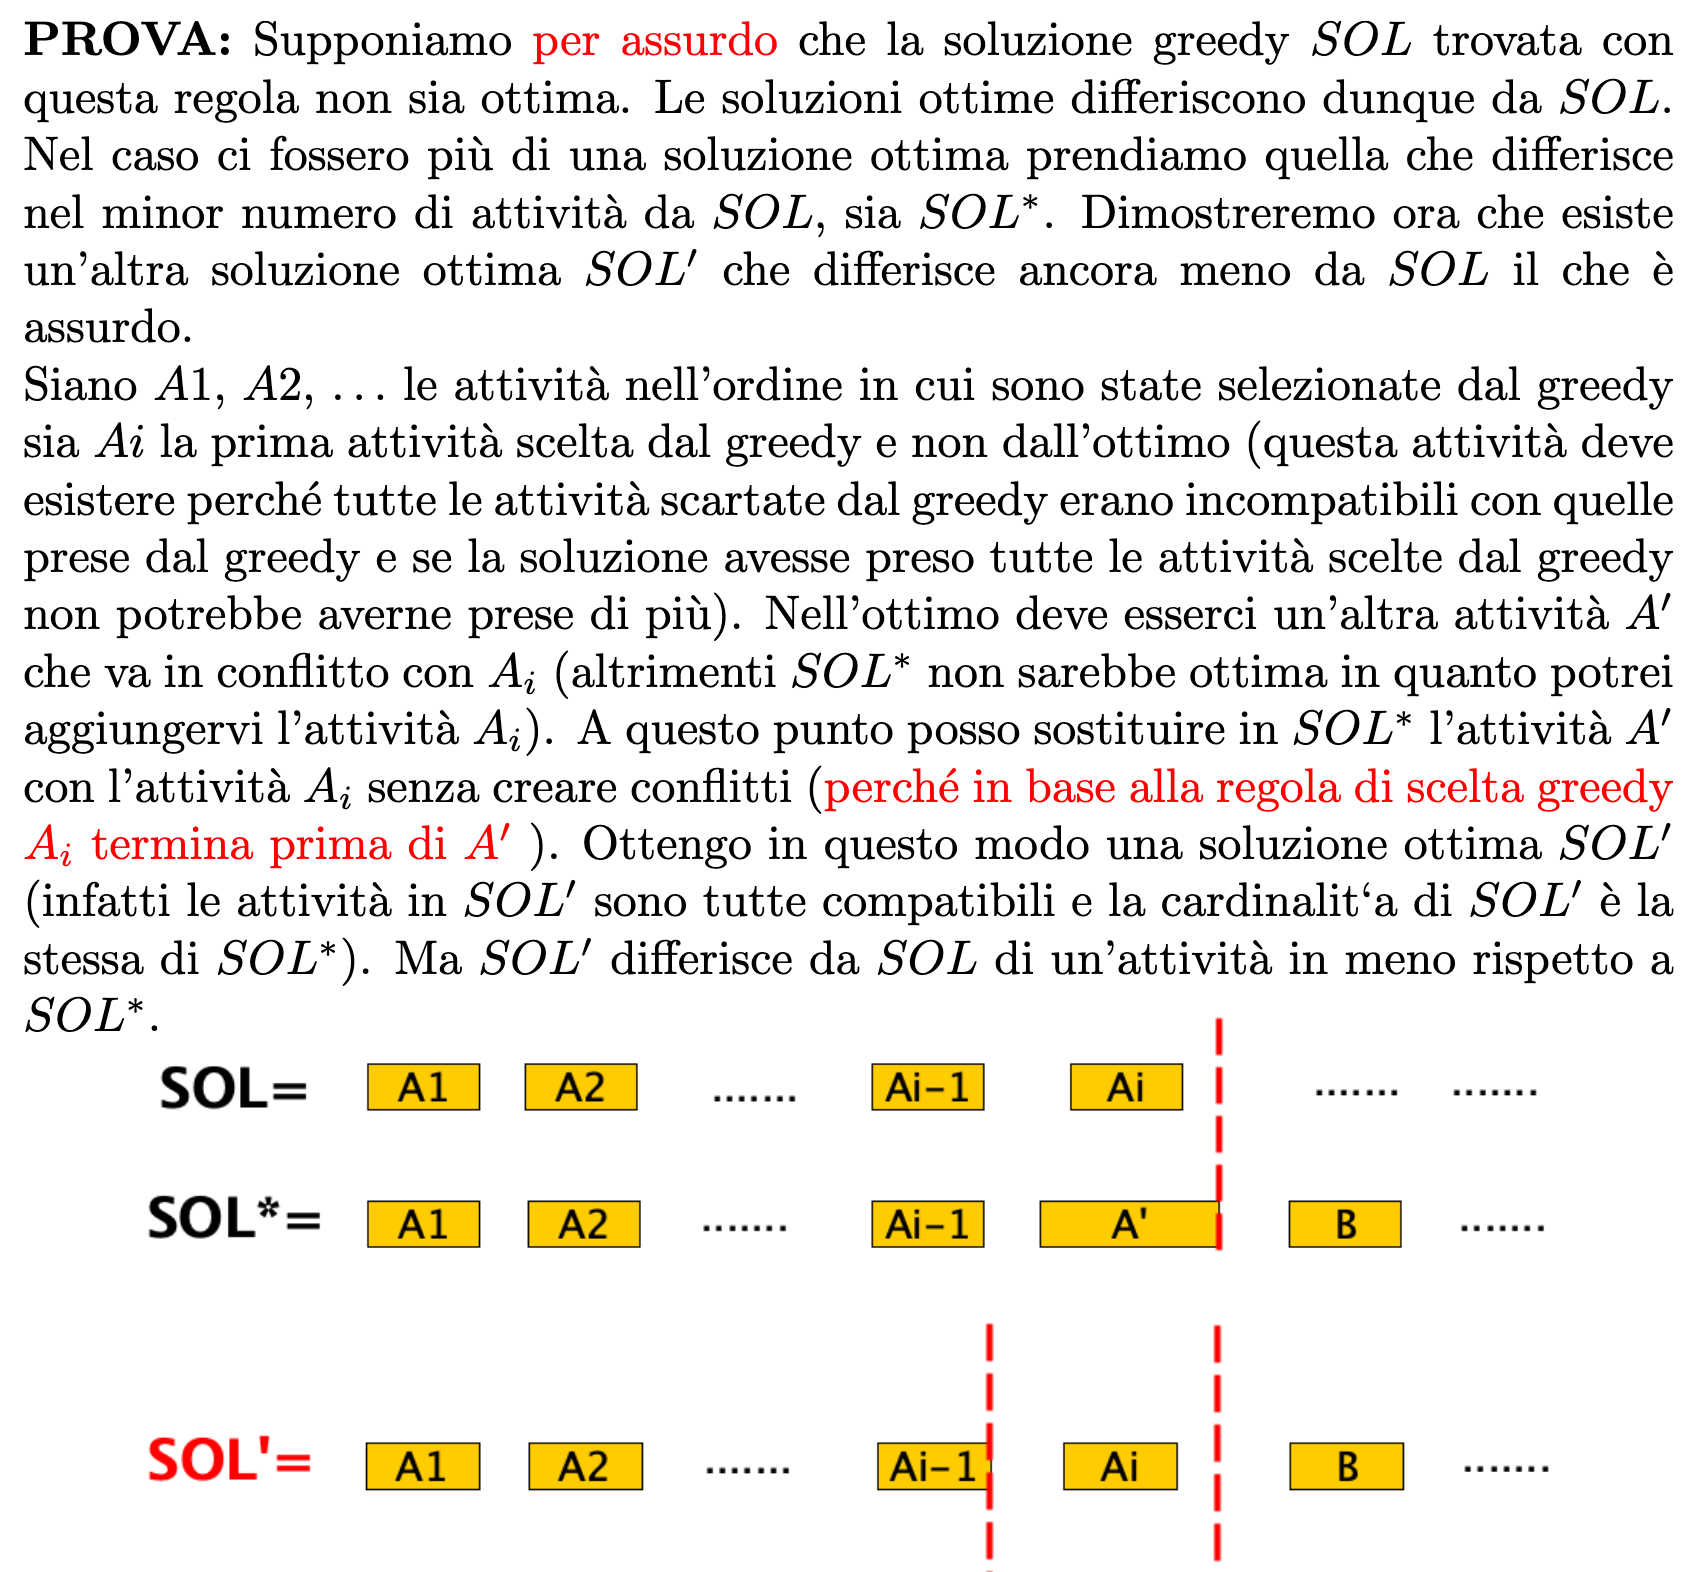 PROVA: Supponiamo per assurdo che la soluzione greedy SOL trovata con
questa regola non sia ottima. Le soluzioni ottime differiscono dunque da SOL.
Nel caso ci fossero più di una soluzione ottima prendiamo quella che differisce
nel minor numero di attività da SOL, sia SOL*. Dimostreremo ora che esiste
un'altra soluzione ottima SOL′ che differisce ancora meno da SOL il che è
assurdo.
Siano A1, A2, ... le attività nell'ordine in cui sono state selezionate dal greedy
sia Ai la prima attività scelta dal greedy e non dall'ottimo (questa attività deve
esistere perché tutte le attività scartate dal greedy erano incompatibili con quelle
prese dal greedy e se la soluzione avesse preso tutte le attività scelte dal greedy
non potrebbe averne prese di più). Nell'ottimo deve esserci un'altra attività A′
che va in conflitto con Aᵢ (altrimenti SOL* non sarebbe ottima in quanto potrei
aggiungervi l'attività Aᵢ). A questo punto posso sostituire in SOL* l'attività A′
con l'attività Aᵢ senza creare conflitti (perché in base alla regola di scelta greedy
Aᵢ termina prima di A′ ). Ottengo in questo modo una soluzione ottima SOL′
(infatti le attività in SOL′ sono tutte compatibili e la cardinalit‘a di SOL′ è la
stessa di SOL*). Ma SOL′ differisce da SOL di un'attività in meno rispetto a
SOL*.
SOL= A1 A2 ....... Ai-1 Ai ....... .......
SOL*= A1 A2 ....... Ai-1 A' B .......
SOL'= A1 A2 ....... Ai-1 Ai B .......